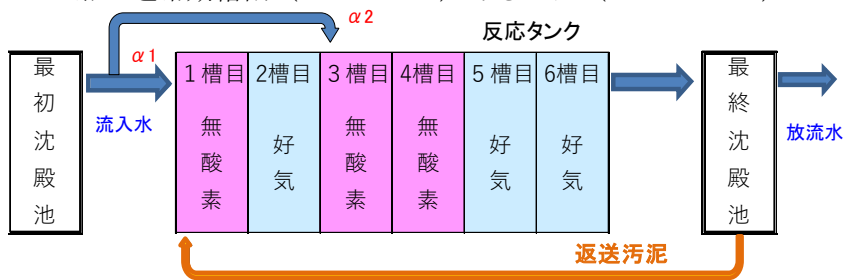 α2
反応タンク
α1
最初沈殿池
流入水
1槽目
無酸素
2槽目
好気
3槽目
無酸素
4槽目
無酸素
5槽目
好気
6槽目
好気
最終沈殿池
放流水
返送汚泥